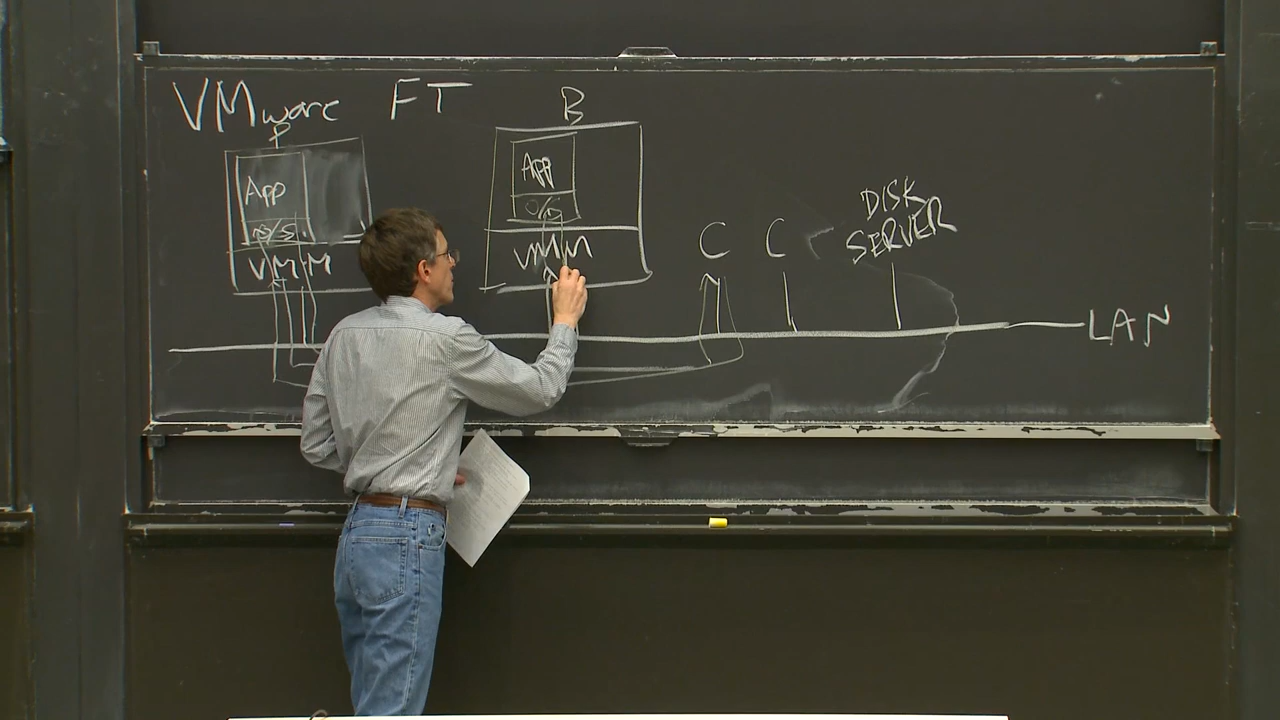 VMware FT
P
B
App
O/S
VMM
App
O/S
VMM
C
C
DISK
SERVER
LAN